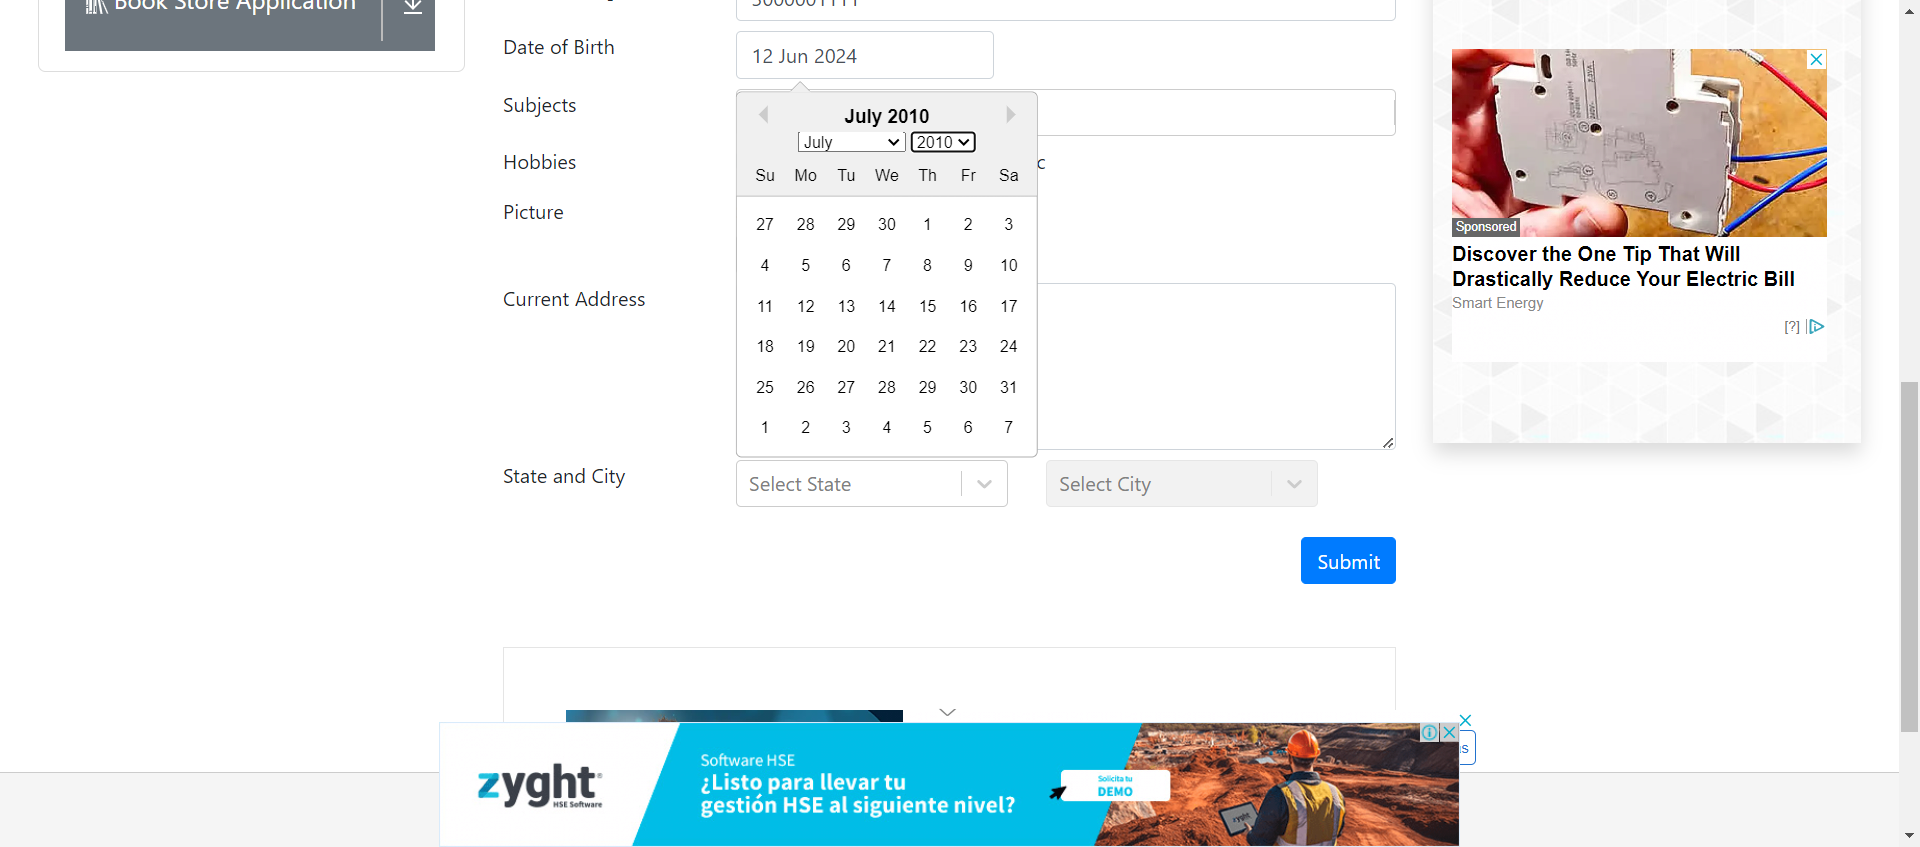 Book Store Application
Date of Birth
12 Jun 2024
Subjects
July 2010
July
2010
Su Mo Tu We Th Fr Sa
27 28 29 30 1 2 3
4 5 6 7 8 9 10
11 12 13 14 15 16 17
18 19 20 21 22 23 24
25 26 27 28 29 30 31
1 2 3 4 5 6 7
Hobbies
c
Picture
Current Address
State and City
Select State
Select City
Submit
Sponsored
Discover the One Tip That Will
Drastically Reduce Your Electric Bill
Smart Energy
[?]
zyght
HSE Software
Software HSE
¿Listo para llevar tu
gestión HSE al siguiente nivel?
Solicita tu
DEMO
zyght